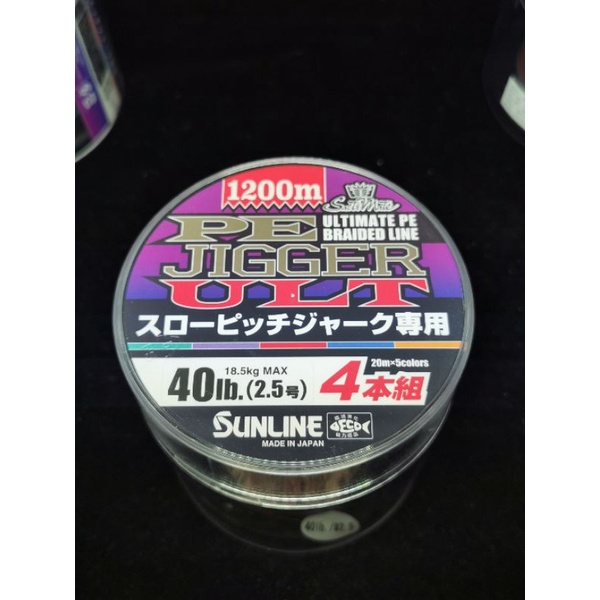 1200m
ULTIMATE PE
BRAIDED LINE
PE
JIGGER
ULT
スローピッチジャーク専用
18.5kg MAX
20m×5colors
40lb. (2.5号) 4本組
SUNLINE
ECO
MADE IN JAPAN